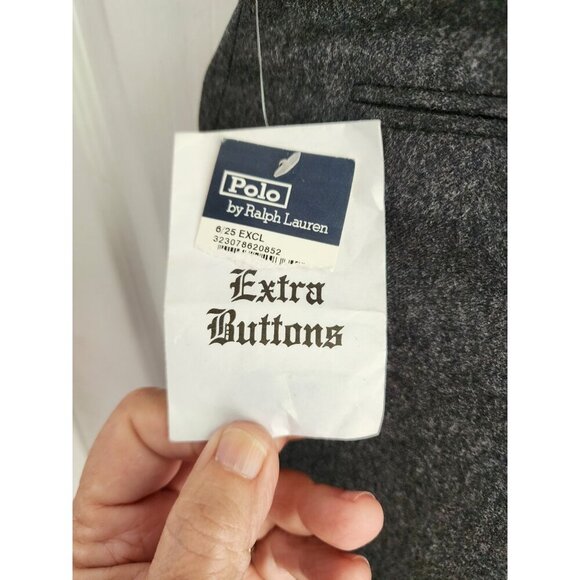 Polo
by Ralph Lauren
6/25 EXCL
323078620852
Extra
Buttons